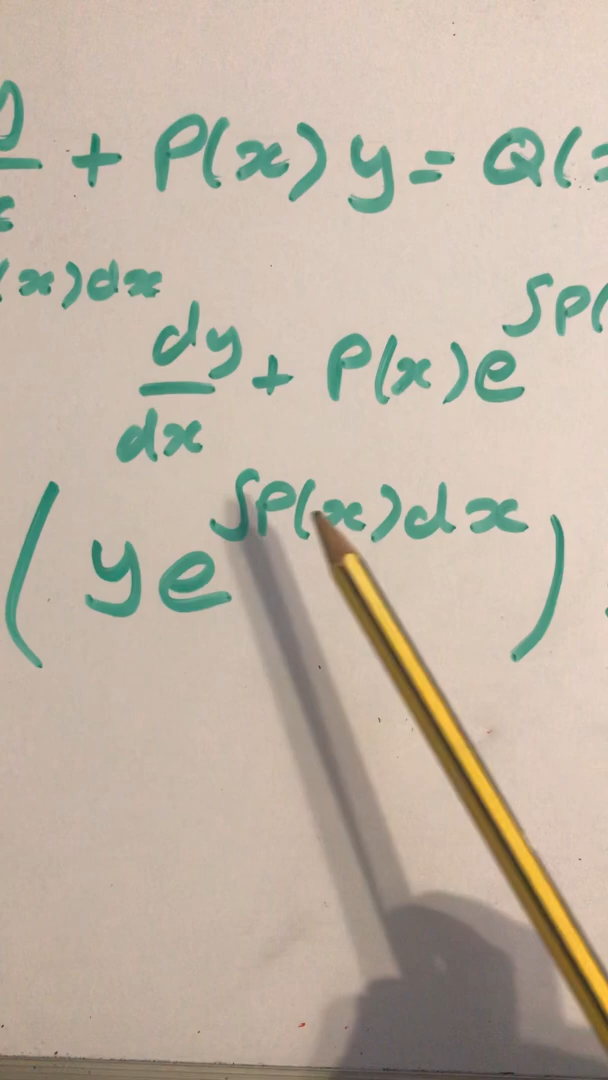 y/x + P(x) y = Q(x
(x)dx dy/dx + P(x)e^∫P(
(ye^∫P(x)dx)